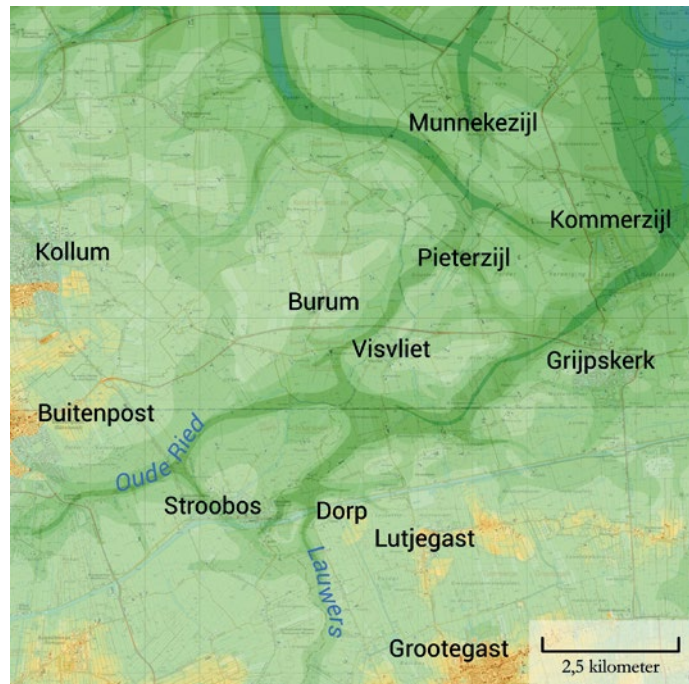 Munnekezijl
Kommerzijl
Kollum
Pieterzijl
Burum
Visvliet
Grijpskerk
Buitenpost
Oude Ried
Stroobos
Dorp
Lutjegast
Lauwers
Grootegast
2,5 kilometer